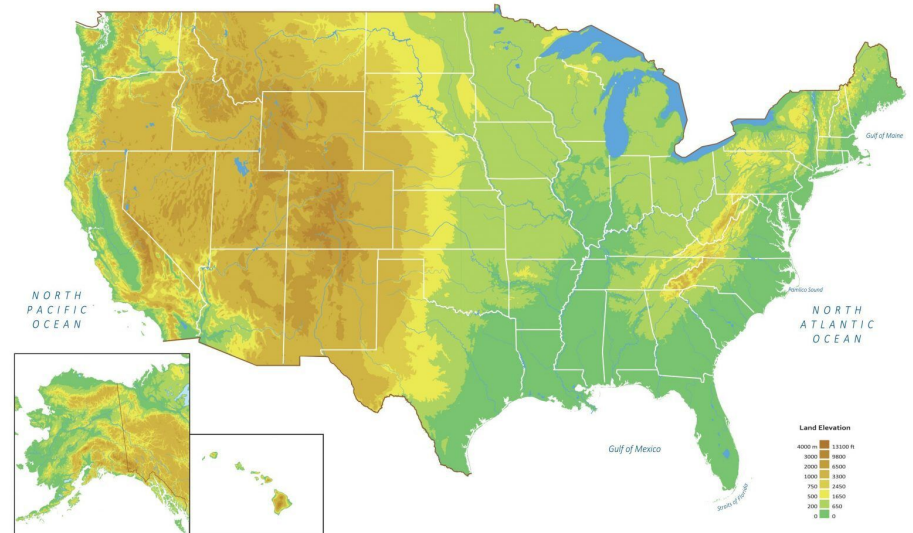 Gulf of Maine
NORTH
PACIFIC
OCEAN
Pamlico Sound
NORTH
ATLANTIC
OCEAN
Gulf of Mexico
Straits of Florida
Land Elevation
4000 m 13100 ft
3000 9800
2000 6500
1000 3300
750 2450
500 1650
200 650
0 0